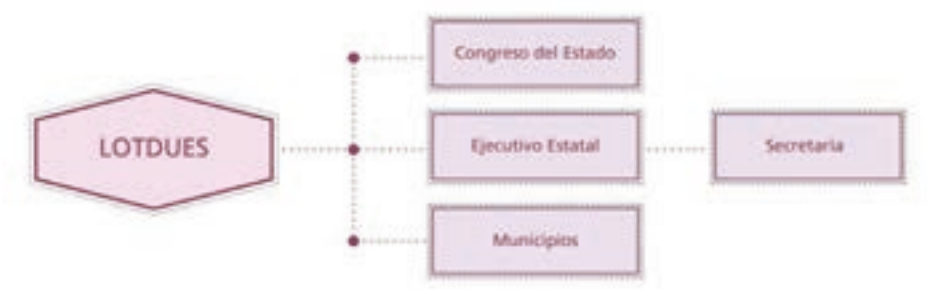 LOTDUES
Congreso del Estado
Ejecutivo Estatal
Secretaria
Municipios